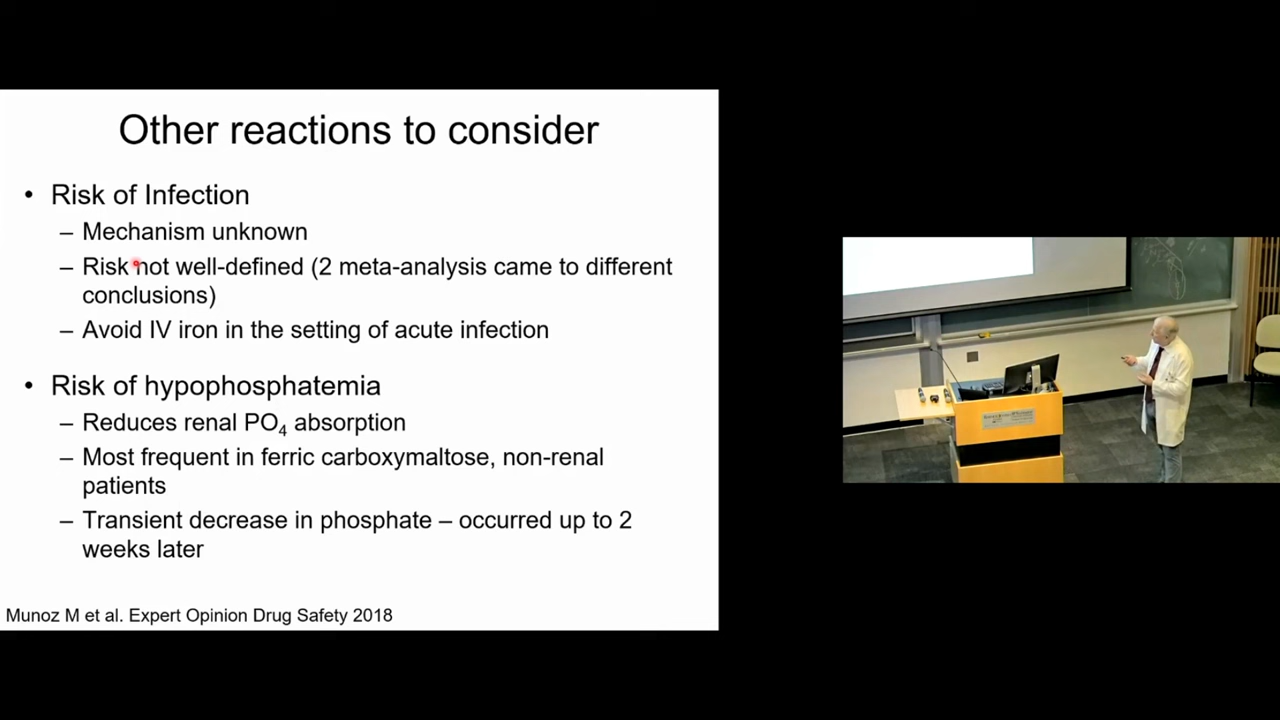 Other reactions to consider
• Risk of Infection
– Mechanism unknown
– Risk not well-defined (2 meta-analysis came to different
conclusions)
– Avoid IV iron in the setting of acute infection
• Risk of hypophosphatemia
– Reduces renal PO4 absorption
– Most frequent in ferric carboxymaltose, non-renal
patients
– Transient decrease in phosphate – occurred up to 2
weeks later
Munoz M et al. Expert Opinion Drug Safety 2018